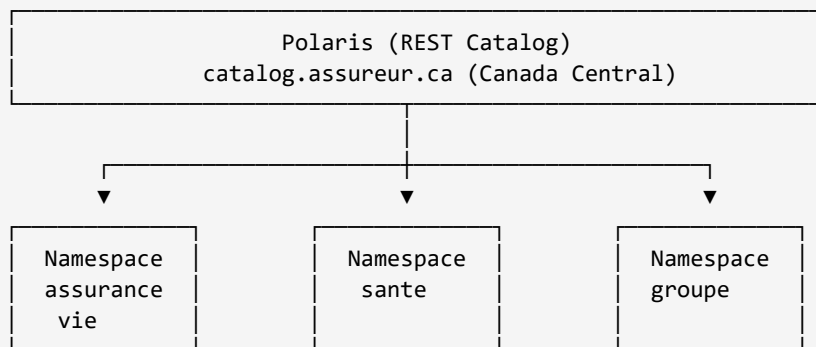 Polaris (REST Catalog)
catalog.assureur.ca (Canada Central)
Namespace
assurance
vie
Namespace
sante
Namespace
groupe